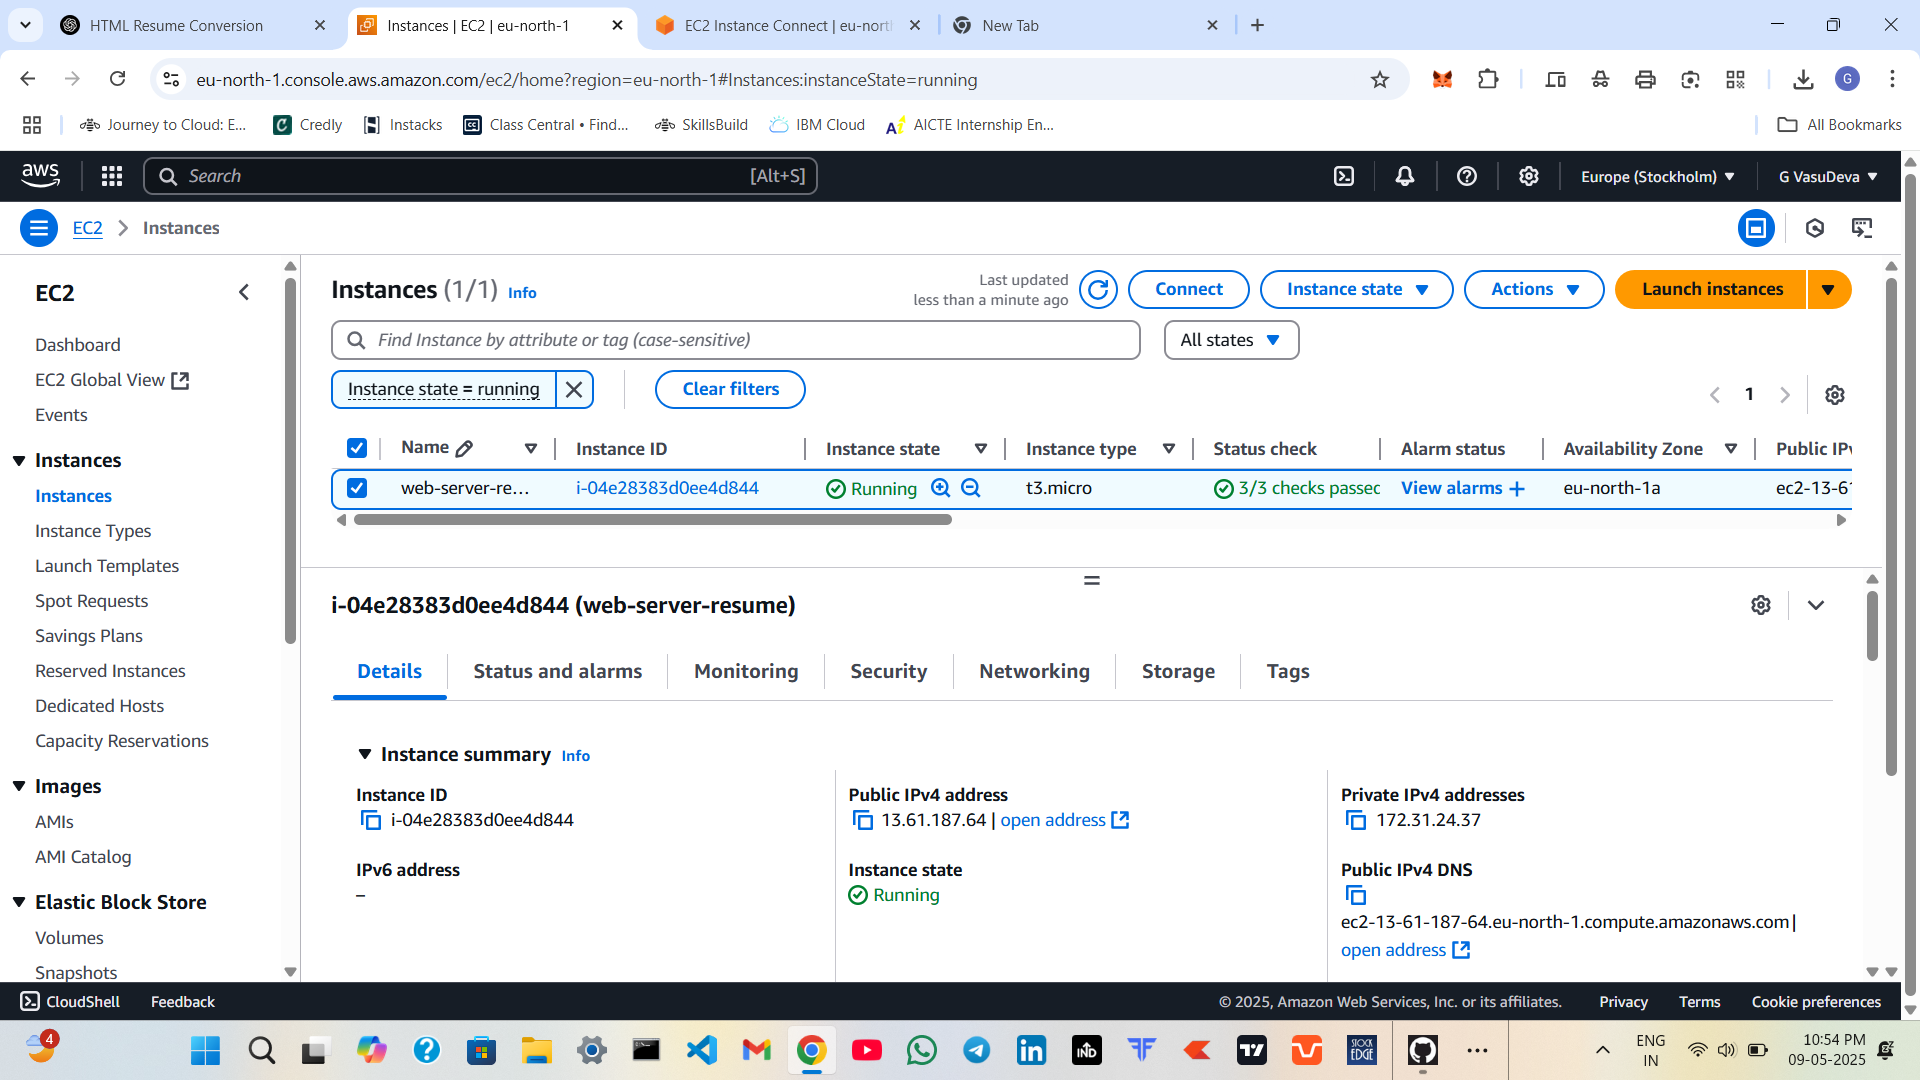 HTML Resume Conversion
Instances | EC2 | eu-north-1
EC2 Instance Connect | eu-nort
New Tab
eu-north-1.console.aws.amazon.com/ec2/home?region=eu-north-1#Instances:instanceState=running
G
Journey to Cloud: E...
Credly
Instacks
Class Central • Find...
SkillsBuild
IBM Cloud
AICTE Internship En...
All Bookmarks
aws
Search
[Alt+S]
Europe (Stockholm)
G VasuDeva
EC2
Instances
EC2
Dashboard
EC2 Global View
Events
Instances
Instances
Instance Types
Launch Templates
Spot Requests
Savings Plans
Reserved Instances
Dedicated Hosts
Capacity Reservations
Images
AMIs
AMI Catalog
Elastic Block Store
Volumes
Snapshots
Instances (1/1) Info
Last updated
less than a minute ago
Connect
Instance state
Actions
Launch instances
Find Instance by attribute or tag (case-sensitive)
All states
Instance state = running
Clear filters
1
Name
Instance ID
Instance state
Instance type
Status check
Alarm status
Availability Zone
Public IPv
web-server-re...
i-04e28383d0ee4d844
Running
t3.micro
3/3 checks passed
View alarms +
eu-north-1a
ec2-13-61
i-04e28383d0ee4d844 (web-server-resume)
Details
Status and alarms
Monitoring
Security
Networking
Storage
Tags
Instance summary Info
Instance ID
i-04e28383d0ee4d844
Public IPv4 address
13.61.187.64 | open address
Private IPv4 addresses
172.31.24.37
IPv6 address
–
Instance state
Running
Public IPv4 DNS
ec2-13-61-187-64.eu-north-1.compute.amazonaws.com |
open address
CloudShell
Feedback
© 2025, Amazon Web Services, Inc. or its affiliates.
Privacy
Terms
Cookie preferences
4
IND
STOCK
EDGE
ENG
IN
10:54 PM
09-05-2025